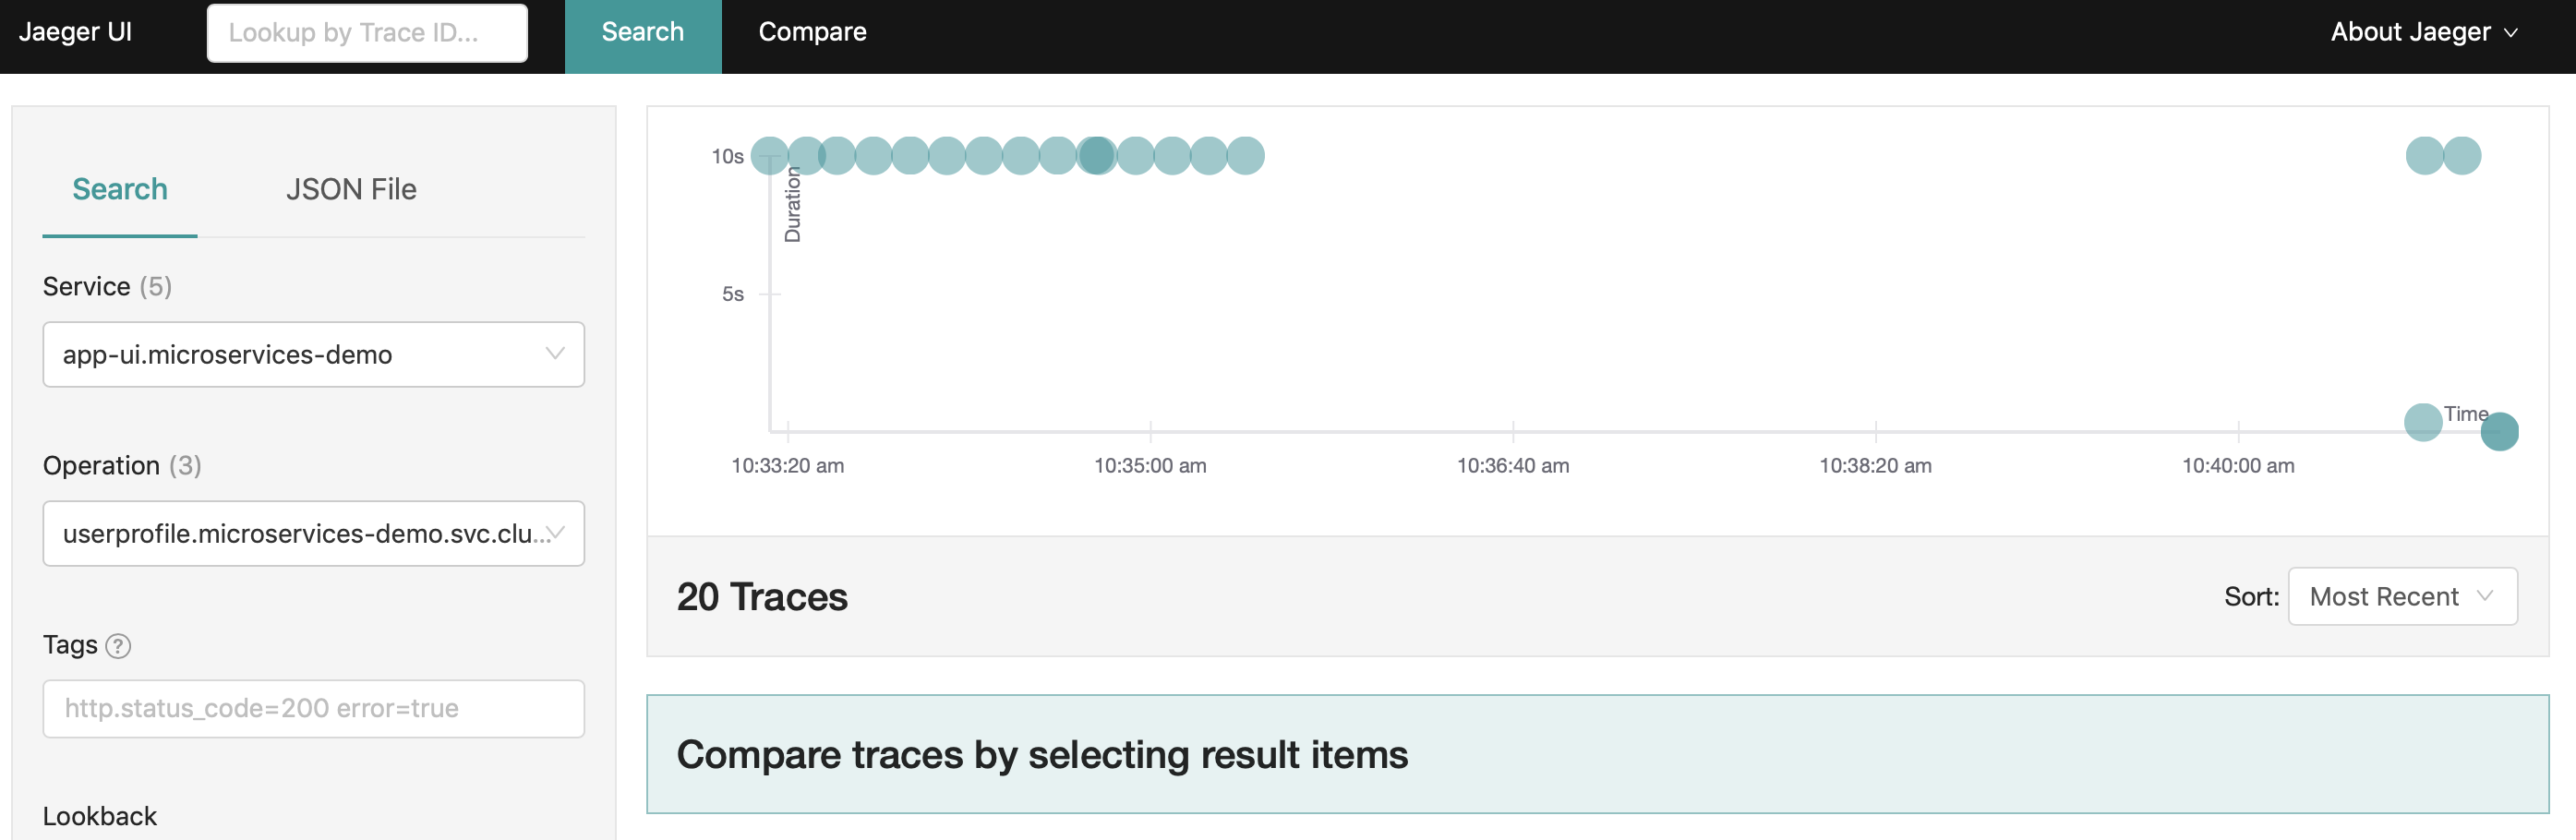 Jaeger UI
Lookup by Trace ID...
Search
Compare
About Jaeger
Search
JSON File
Service (5)
app-ui.microservices-demo
Operation (3)
userprofile.microservices-demo.svc.clu...
Tags ?
http.status_code=200 error=true
Lookback
10s
Duration
5s
Time
10:33:20 am
10:35:00 am
10:36:40 am
10:38:20 am
10:40:00 am
20 Traces
Sort: Most Recent
Compare traces by selecting result items